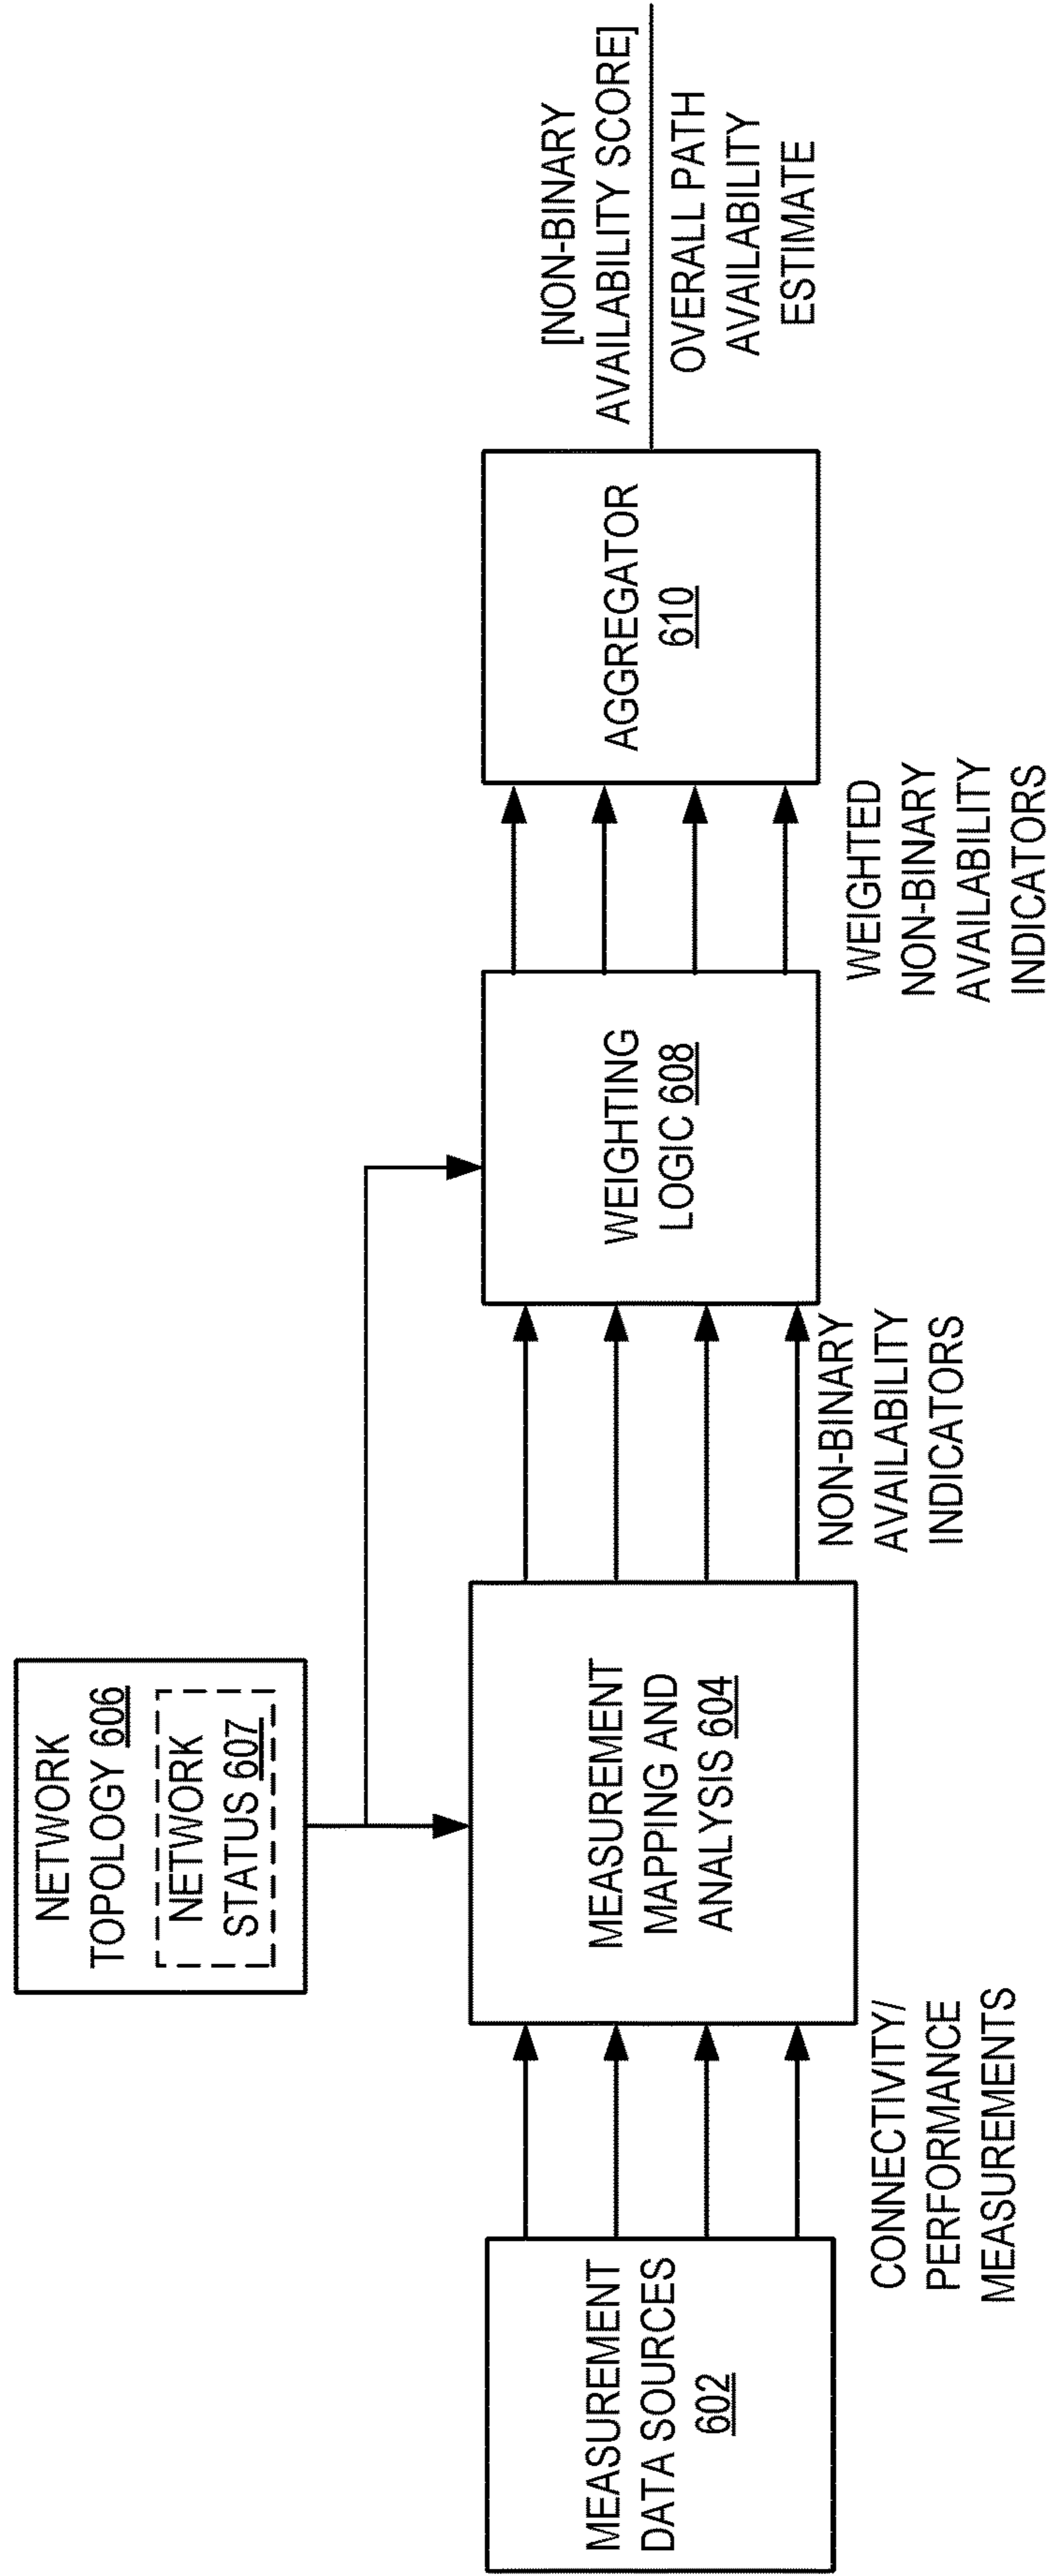 NETWORK
TOPOLOGY 606
NETWORK
STATUS 607
MEASUREMENT
DATA SOURCES
602
CONNECTIVITY/
PERFORMANCE
MEASUREMENTS
MEASUREMENT
MAPPING AND
ANALYSIS 604
NON-BINARY
AVAILABILITY
INDICATORS
WEIGHTING
LOGIC 608
WEIGHTED
NON-BINARY
AVAILABILITY
INDICATORS
AGGREGATOR
610
[NON-BINARY
AVAILABILITY SCORE]
OVERALL PATH
AVAILABILITY
ESTIMATE